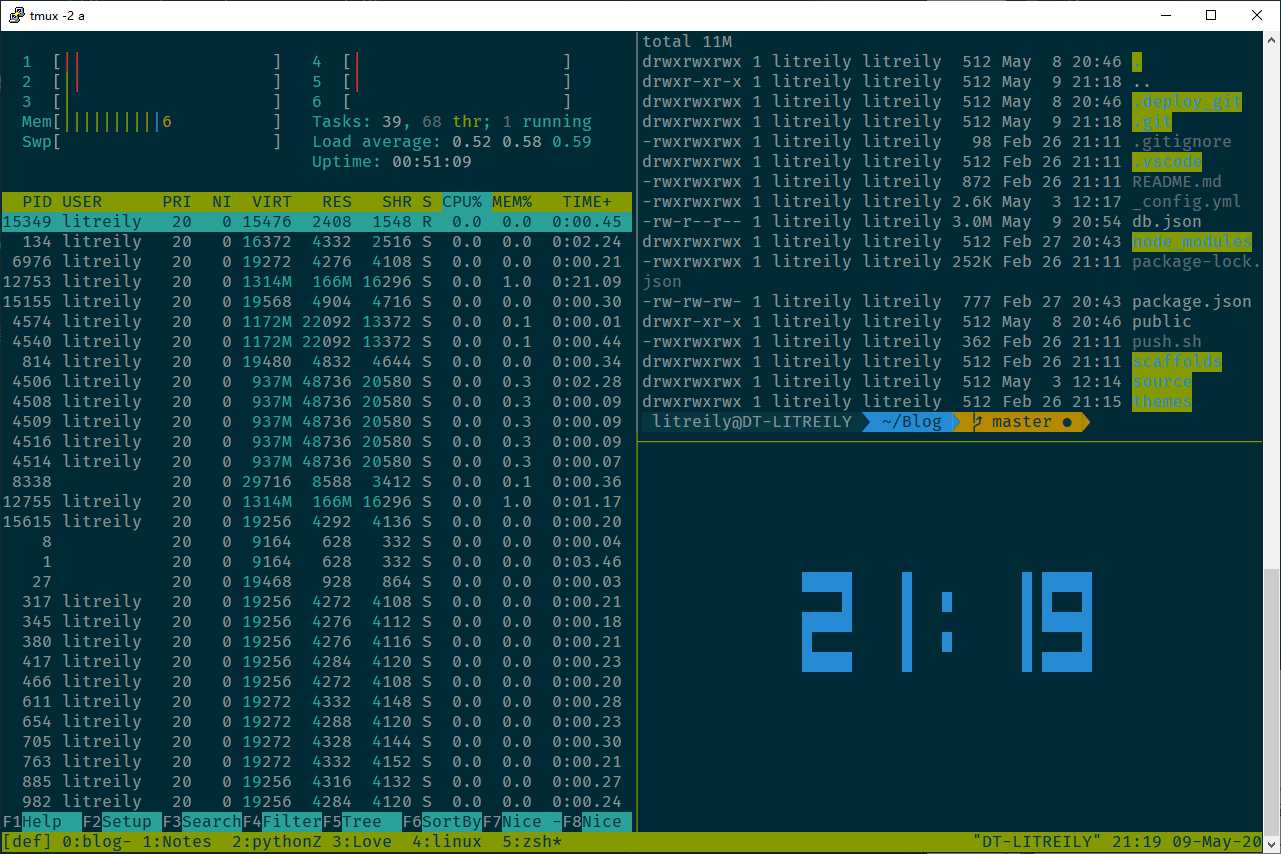 tmux -2 a
1 [|| ] 4 [| ]
2 [|| ] 5 [| ]
3 [| ] 6 [ ]
Mem[||||||||||6 ] Tasks: 39, 68 thr; 1 running
Swp[ ] Load average: 0.52 0.58 0.59
Uptime: 00:51:09
PID USER PRI NI VIRT RES SHR S CPU% MEM% TIME+
15349 litreily 20 0 15476 2408 1548 R 0.0 0.0 0:00.45
134 litreily 20 0 16372 4332 2516 S 0.0 0.0 0:02.24
6976 litreily 20 0 19272 4276 4108 S 0.0 0.0 0:00.21
12753 litreily 20 0 1314M 166M 16296 S 0.0 1.0 0:21.09
15155 litreily 20 0 19568 4904 4716 S 0.0 0.0 0:00.30
4574 litreily 20 0 1172M 22092 13372 S 0.0 0.1 0:00.01
4540 litreily 20 0 1172M 22092 13372 S 0.0 0.1 0:00.44
814 litreily 20 0 19480 4832 4644 S 0.0 0.0 0:00.34
4506 litreily 20 0 937M 48736 20580 S 0.0 0.3 0:02.28
4508 litreily 20 0 937M 48736 20580 S 0.0 0.3 0:00.09
4509 litreily 20 0 937M 48736 20580 S 0.0 0.3 0:00.09
4516 litreily 20 0 937M 48736 20580 S 0.0 0.3 0:00.09
4514 litreily 20 0 937M 48736 20580 S 0.0 0.3 0:00.07
8338 20 0 29716 8588 3412 S 0.0 0.1 0:00.36
12755 litreily 20 0 1314M 166M 16296 S 0.0 1.0 0:01.17
15615 litreily 20 0 19256 4292 4136 S 0.0 0.0 0:00.20
8 20 0 9164 628 332 S 0.0 0.0 0:00.04
1 20 0 9164 628 332 S 0.0 0.0 0:03.46
27 20 0 19468 928 864 S 0.0 0.0 0:00.03
317 litreily 20 0 19256 4272 4108 S 0.0 0.0 0:00.21
345 litreily 20 0 19256 4276 4112 S 0.0 0.0 0:00.18
380 litreily 20 0 19256 4276 4116 S 0.0 0.0 0:00.21
417 litreily 20 0 19256 4284 4120 S 0.0 0.0 0:00.23
466 litreily 20 0 19256 4272 4108 S 0.0 0.0 0:00.20
611 litreily 20 0 19272 4332 4148 S 0.0 0.0 0:00.28
654 litreily 20 0 19272 4288 4120 S 0.0 0.0 0:00.23
705 litreily 20 0 19272 4328 4144 S 0.0 0.0 0:00.30
763 litreily 20 0 19272 4332 4152 S 0.0 0.0 0:00.21
885 litreily 20 0 19256 4316 4132 S 0.0 0.0 0:00.27
982 litreily 20 0 19256 4284 4120 S 0.0 0.0 0:00.24
F1Help F2Setup F3SearchF4FilterF5Tree F6SortByF7Nice -F8Nice
total 11M
drwxrwxrwx 1 litreily litreily 512 May 8 20:46 .
drwxr-xr-x 1 litreily litreily 512 May 9 21:18 ..
drwxrwxrwx 1 litreily litreily 512 May 8 20:46 .deploy_git
drwxrwxrwx 1 litreily litreily 512 May 9 21:18 .git
-rwxrwxrwx 1 litreily litreily 98 Feb 26 21:11 .gitignore
drwxrwxrwx 1 litreily litreily 512 Feb 26 21:11 .vscode
-rwxrwxrwx 1 litreily litreily 872 Feb 26 21:11 README.md
-rwxrwxrwx 1 litreily litreily 2.6K May 3 12:17 _config.yml
-rw-r--r-- 1 litreily litreily 3.0M May 9 20:54 db.json
drwxrwxrwx 1 litreily litreily 512 Feb 27 20:43 node_modules
-rwxrwxrwx 1 litreily litreily 252K Feb 26 21:11 package-lock.
json
-rw-rw-rw- 1 litreily litreily 777 Feb 27 20:43 package.json
drwxr-xr-x 1 litreily litreily 512 May 8 20:46 public
-rwxrwxrwx 1 litreily litreily 362 Feb 26 21:11 push.sh
drwxrwxrwx 1 litreily litreily 512 Feb 26 21:11 scaffolds
drwxrwxrwx 1 litreily litreily 512 May 3 12:14 source
drwxrwxrwx 1 litreily litreily 512 Feb 26 21:15 themes
litreily@DT-LITREILY ~/Blog master ●
21:19
[def] 0:blog- 1:Notes 2:pythonZ 3:Love 4:linux 5:zsh* "DT-LITREILY" 21:19 09-May-20